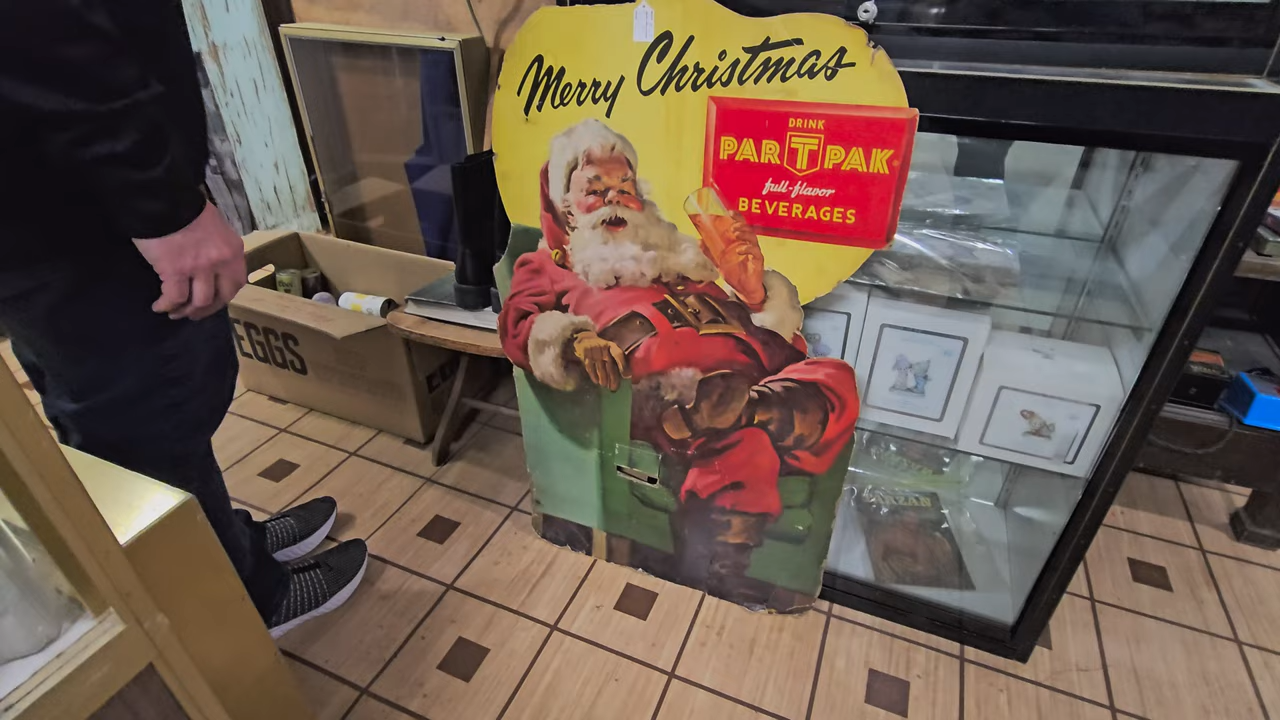 Merry Christmas
DRINK
PAR T PAK
full-flavor
BEVERAGES
EGGS